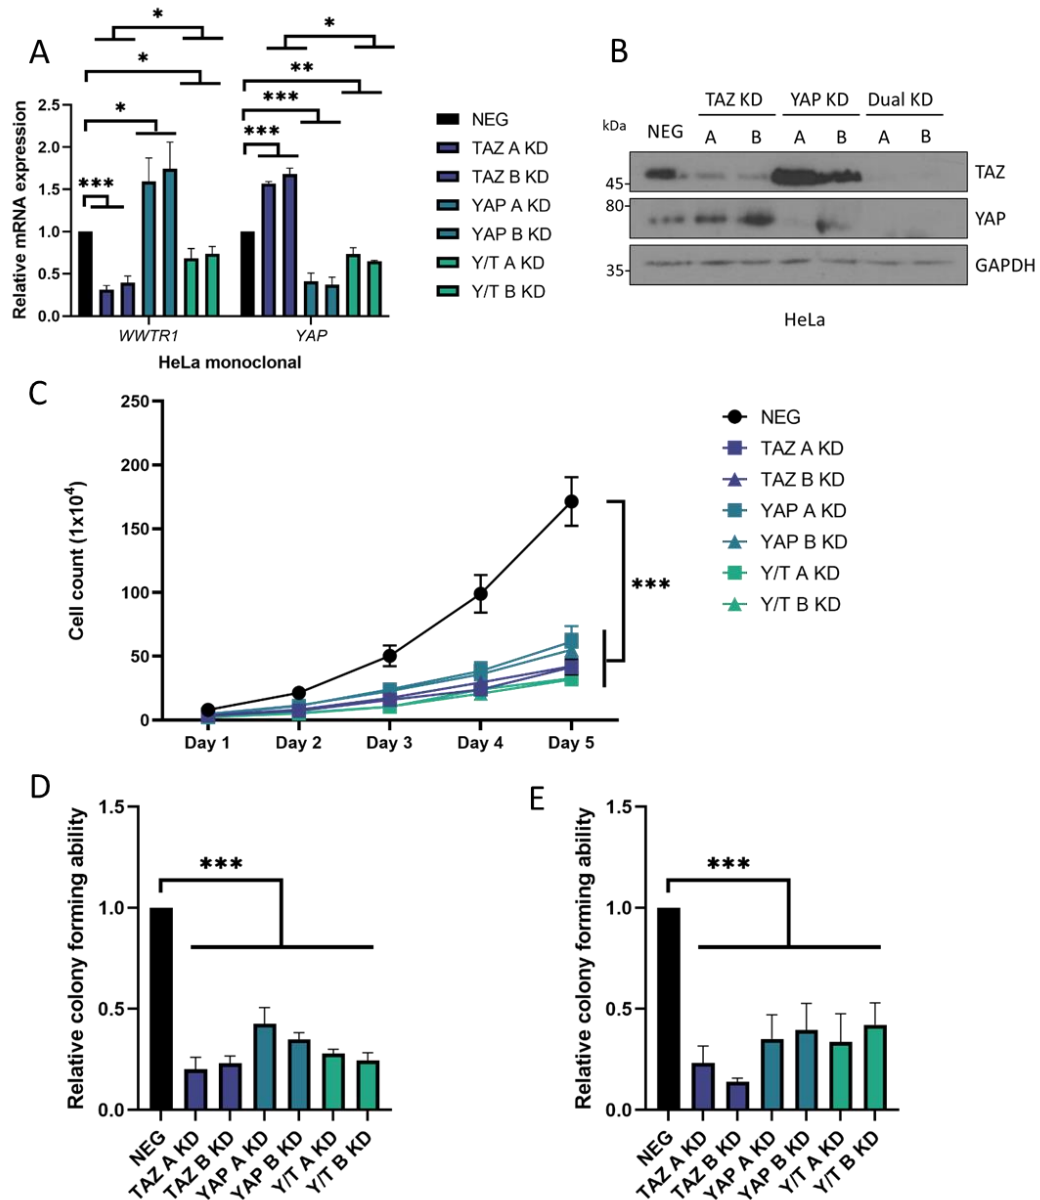 A
*
*
*
**
*
***
***
***
2.5
2.0
1.5
1.0
0.5
0.0
Relative mRNA expression
WWTR1
YAP
HeLa monoclonal
NEG
TAZ A KD
TAZ B KD
YAP A KD
YAP B KD
Y/T A KD
Y/T B KD
B
TAZ KD YAP KD Dual KD
kDa NEG A B A B A B
45- TAZ
80- YAP
35- GAPDH
HeLa
C
250
200
150
100
50
0
Cell count (1x10⁴)
Day 1 Day 2 Day 3 Day 4 Day 5
***
NEG
TAZ A KD
TAZ B KD
YAP A KD
YAP B KD
Y/T A KD
Y/T B KD
D
1.5
1.0
0.5
0.0
Relative colony forming ability
***
NEG
TAZ A KD
TAZ B KD
YAP A KD
YAP B KD
Y/T A KD
Y/T B KD
E
1.5
1.0
0.5
0.0
Relative colony forming ability
***
NEG
TAZ A KD
TAZ B KD
YAP A KD
YAP B KD
Y/T A KD
Y/T B KD